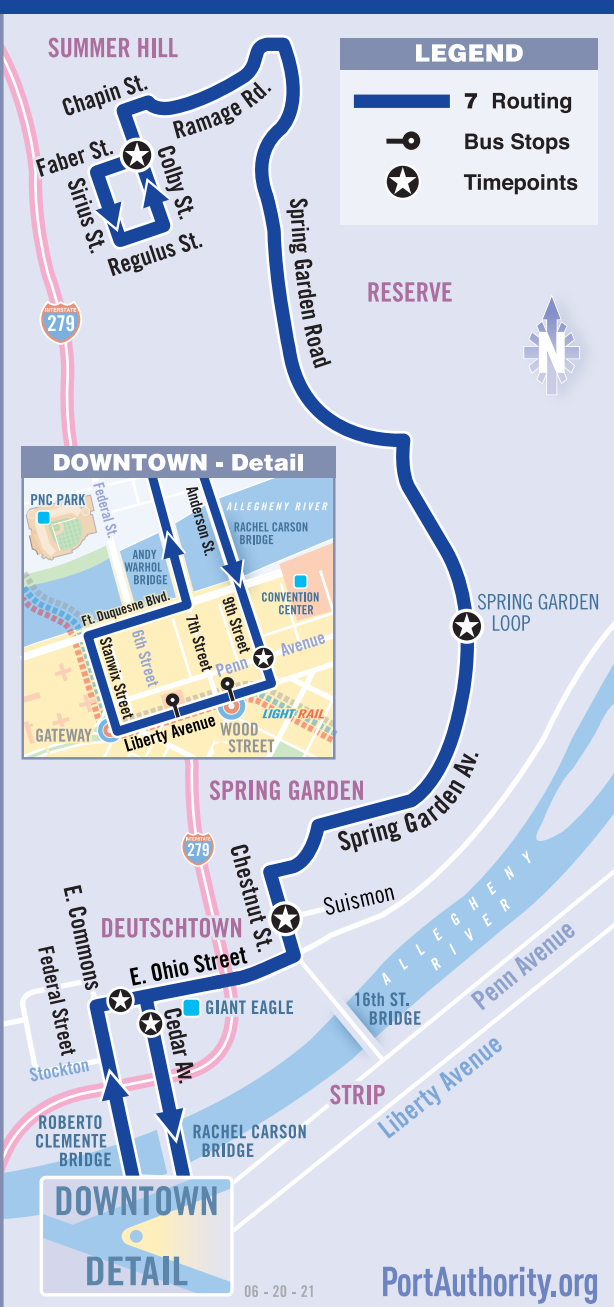 SUMMER HILL
LEGEND
7 Routing
Bus Stops
Timepoints
Chapin St.
Ramage Rd.
Faber St.
Colby St.
Sirius St.
Regulus St.
Spring Garden Road
RESERVE
INTERSTATE
279
N
DOWNTOWN - Detail
PNC PARK
Federal St.
Anderson St.
ALLEGHENY RIVER
RACHEL CARSON
BRIDGE
ANDY
WARHOL
BRIDGE
CONVENTION
CENTER
Ft. Duquesne Blvd.
9th Street
7th Street
6th Street
Stanwix Street
Penn Avenue
Liberty Avenue
LIGHT RAIL
GATEWAY
WOOD
STREET
SPRING GARDEN
LOOP
SPRING GARDEN
Spring Garden Av.
INTERSTATE
279
Chestnut St.
Suismon
DEUTSCHTOWN
E. Commons
E. Ohio Street
Federal Street
GIANT EAGLE
Cedar Av.
Stockton
ALLEGHENY
RIVER
16th ST.
BRIDGE
Penn Avenue
Liberty Avenue
STRIP
ROBERTO
CLEMENTE
BRIDGE
RACHEL CARSON
BRIDGE
DOWNTOWN
DETAIL
06 - 20 - 21
PortAuthority.org